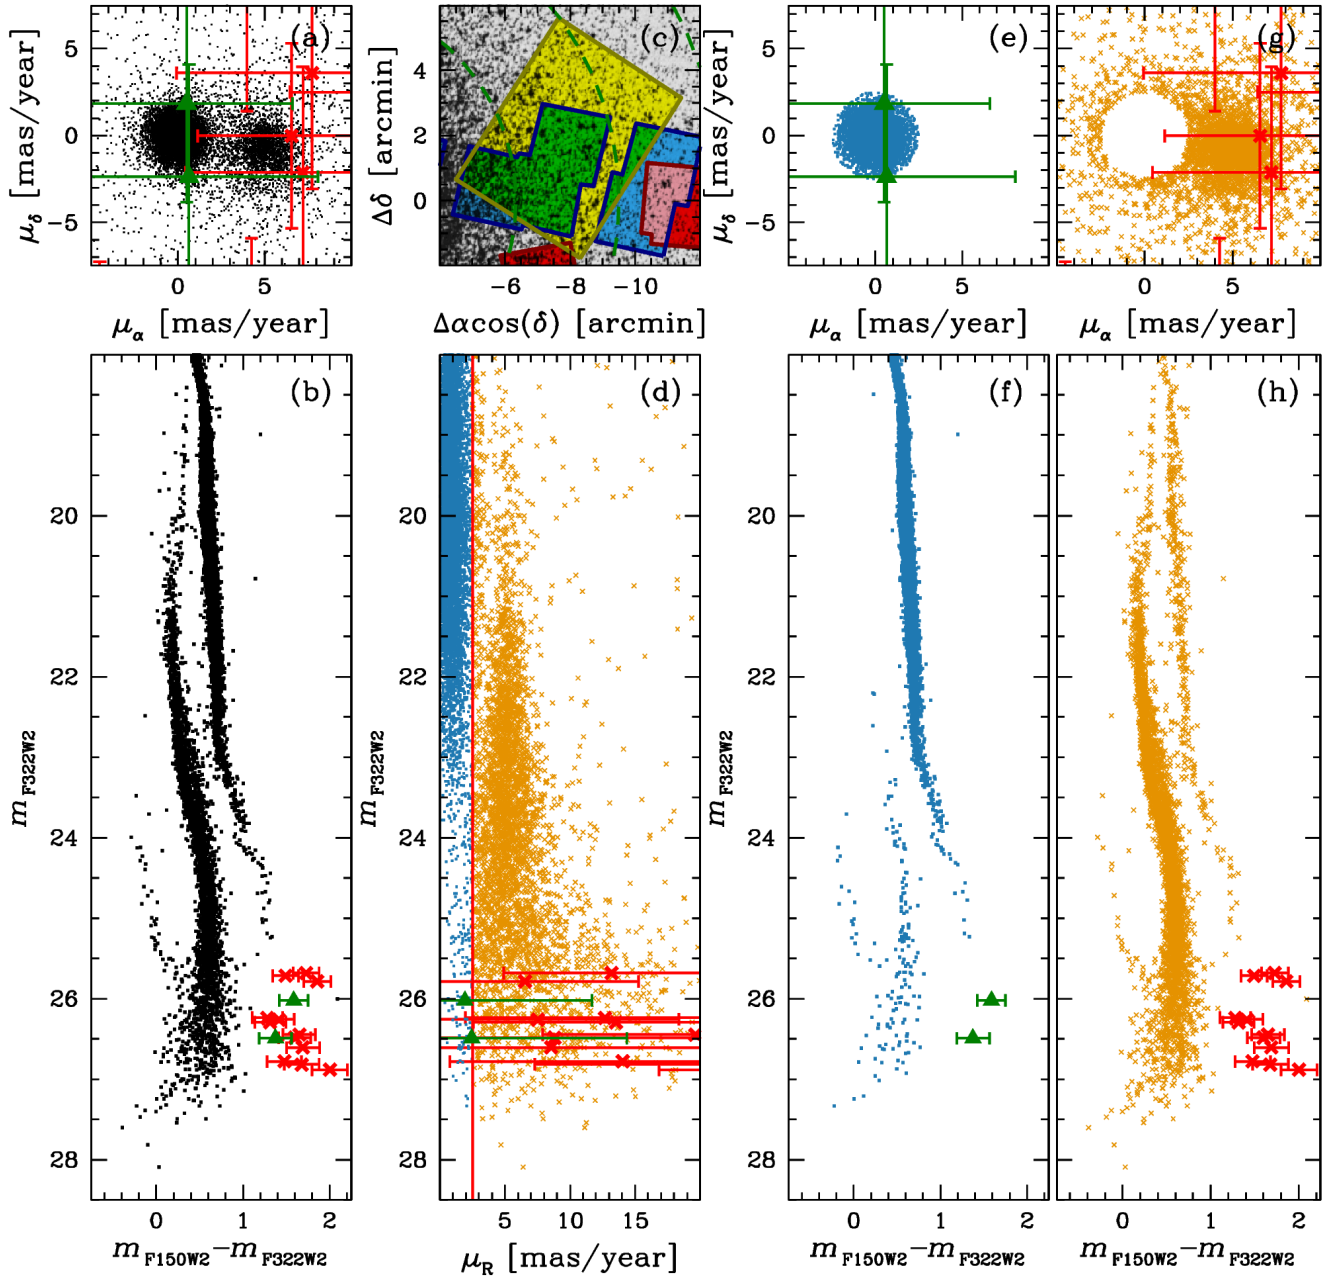 (a)
5
0
−5
μδ [mas/year]
0
5
μα [mas/year]
(c)
4
2
0
Δδ [arcmin]
−6
−8
−10
Δαcos(δ) [arcmin]
(e)
5
0
−5
μδ [mas/year]
0
5
μα [mas/year]
(g)
0
5
μα [mas/year]
(b)
20
22
24
26
28
mF322W2
0
1
2
mF150W2−mF322W2
(d)
20
22
24
26
28
mF322W2
5
10
15
μR [mas/year]
(f)
20
22
24
26
28
mF322W2
0
1
2
mF150W2−mF322W2
(h)
0
1
2
mF150W2−mF322W2